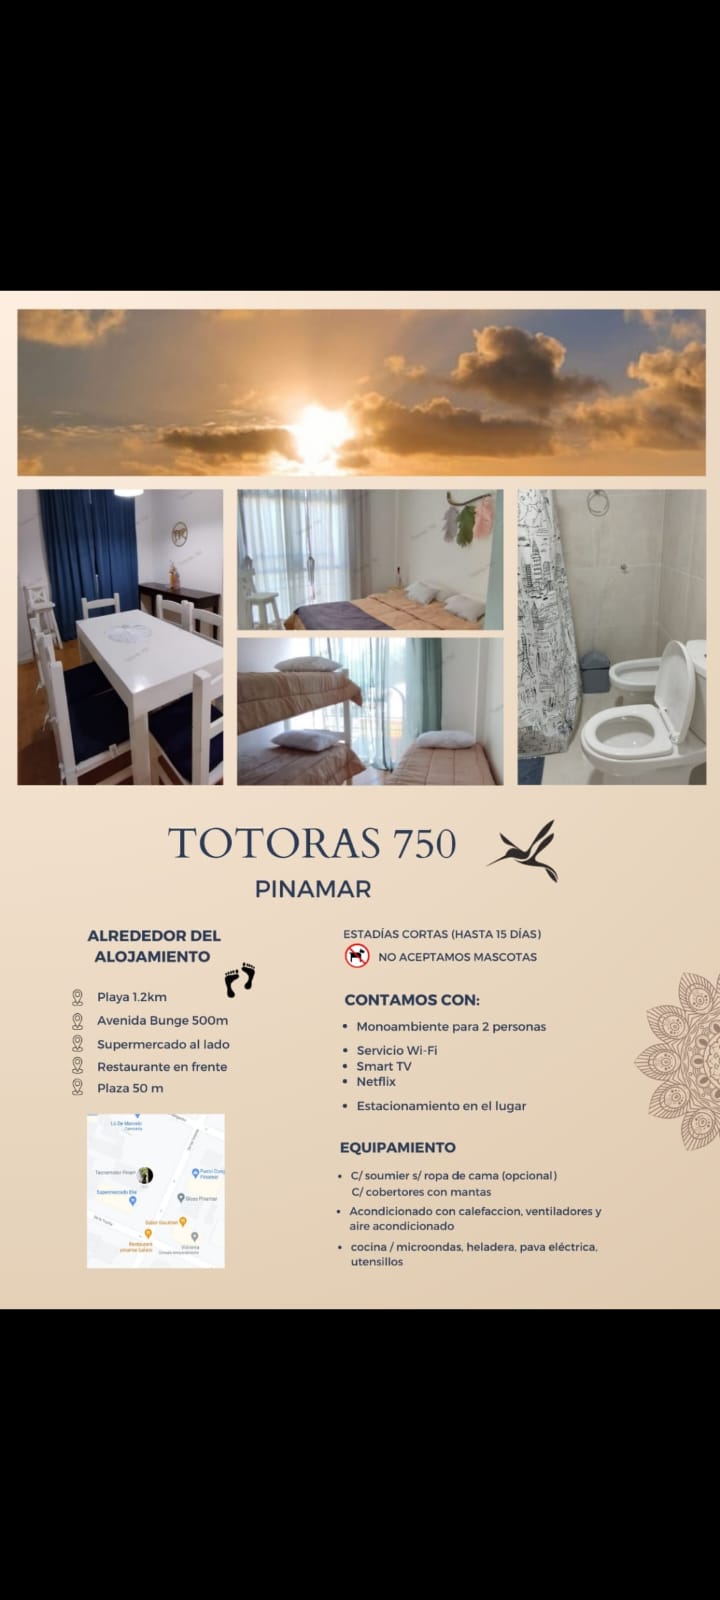 TOTORAS 750
PINAMAR
ALREDEDOR DEL
ALOJAMIENTO
Playa 1.2km
Avenida Bunge 500m
Supermercado al lado
Restaurante en frente
Plaza 50 m
ESTADÍAS CORTAS (HASTA 15 DÍAS)
NO ACEPTAMOS MASCOTAS
CONTAMOS CON:
• Monoambiente para 2 personas
• Servicio Wi-Fi
• Smart TV
• Netflix
• Estacionamiento en el lugar
EQUIPAMIENTO
• C/ soumier s/ ropa de cama (opcional)
C/ cobertores con mantas
• Acondicionado con calefaccion, ventiladores y
aire acondicionado
• cocina / microondas, heladera, pava eléctrica,
utensillos